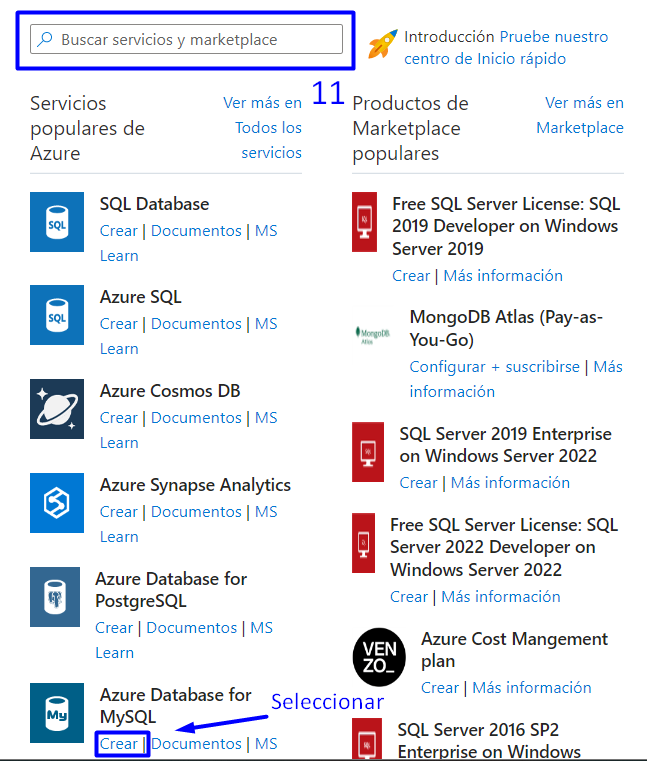 Buscar servicios y marketplace
Introducción Pruebe nuestro
centro de Inicio rápido
11
Servicios
populares de
Azure
Ver más en
Todos los
servicios
SQL
SQL Database
Crear | Documentos | MS
Learn
SQL
Azure SQL
Crear | Documentos | MS
Learn
Azure Cosmos DB
Crear | Documentos | MS
Learn
Azure Synapse Analytics
Crear | Documentos | MS
Learn
Azure Database for
PostgreSQL
Crear | Documentos | MS
Learn
My
Azure Database for
MySQL
Seleccionar
Crear | Documentos | MS
Productos de
Marketplace
populares
Ver más en
Marketplace
Free SQL Server License: SQL
2019 Developer on Windows
Server 2019
Crear | Más información
MongoDB
Atlas
MongoDB Atlas (Pay-as-
You-Go)
Configurar + suscribirse | Más
información
SQL Server 2019 Enterprise
on Windows Server 2022
Crear | Más información
Free SQL Server License: SQL
Server 2022 Developer on
Windows Server 2022
Crear | Más información
VEN
ZO_
Azure Cost Mangement
plan
Crear | Más información
SQL Server 2016 SP2
Enterprise on Windows